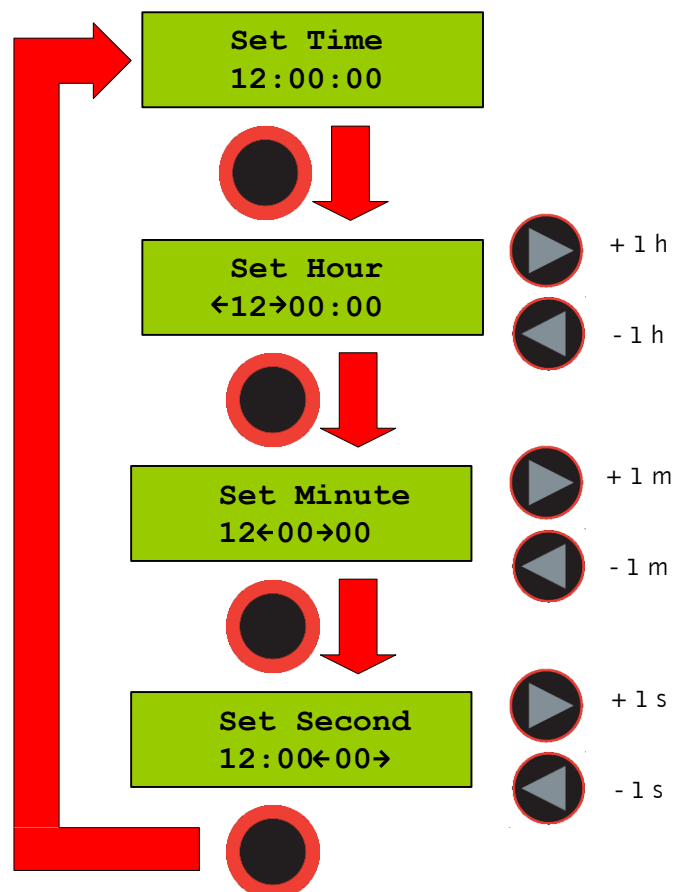 Set Time
12:00:00
Set Hour
←12→00:00
+ 1 h
- 1 h
Set Minute
12←00→00
+ 1 m
- 1 m
Set Second
12:00←00→
+ 1 s
- 1 s